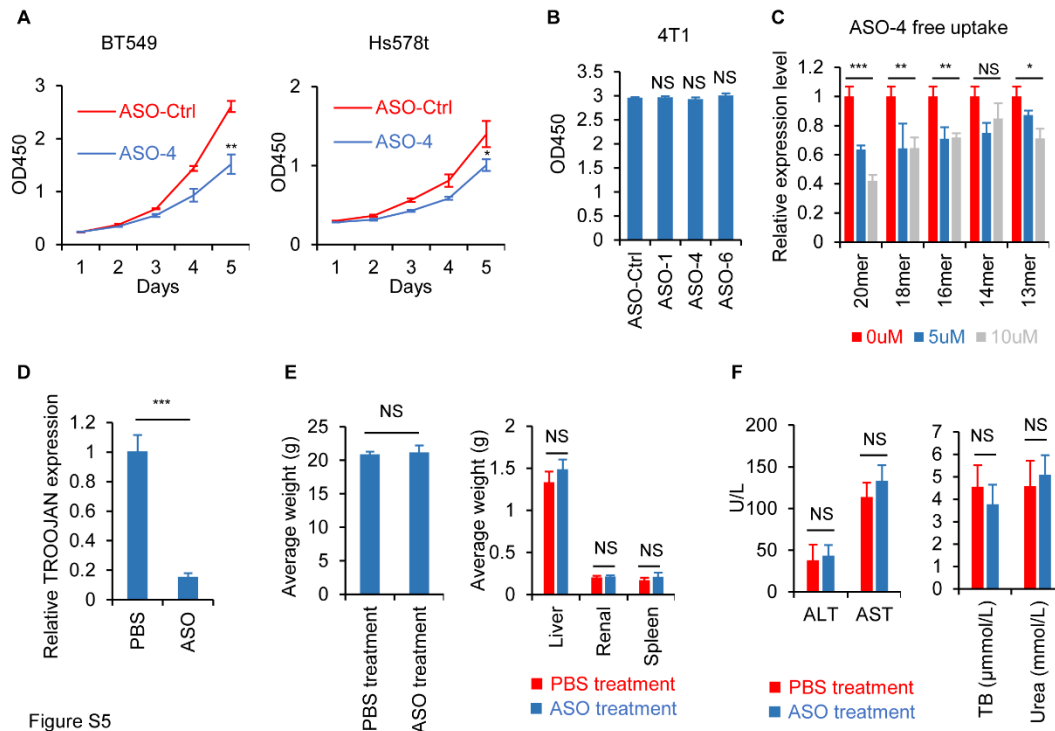 A
BT549
Hs578t
OD450
3
2
1
0
ASO-Ctrl
ASO-4
**
1 2 3 4 5
Days
OD450
2
1
0
ASO-Ctrl
ASO-4
*
1 2 3 4 5
Days
B
4T1
OD450
3.5
3
2.5
2
1.5
1
0.5
0
NS NS NS
ASO-Ctrl
ASO-1
ASO-4
ASO-6
C
ASO-4 free uptake
Relative expression level
1.2
1
0.8
0.6
0.4
0.2
0
*** ** ** NS *
20mer
18mer
16mer
14mer
13mer
0uM 5uM 10uM
D
Relative TROOJAN expression
1.2
1
0.8
0.6
0.4
0.2
0
***
PBS
ASO
E
Average weight (g)
25
20
15
10
5
0
NS
PBS treatment
ASO treatment
Average weight (g)
2
1.5
1
0.5
0
NS
NS
NS
Liver
Renal
Spleen
PBS treatment
ASO treatment
F
U/L
200
150
100
50
0
NS
NS
ALT AST
7
6
5
4
3
2
1
0
NS
NS
TB (µmmol/L)
Urea (mmol/L)
PBS treatment
ASO treatment
Figure S5